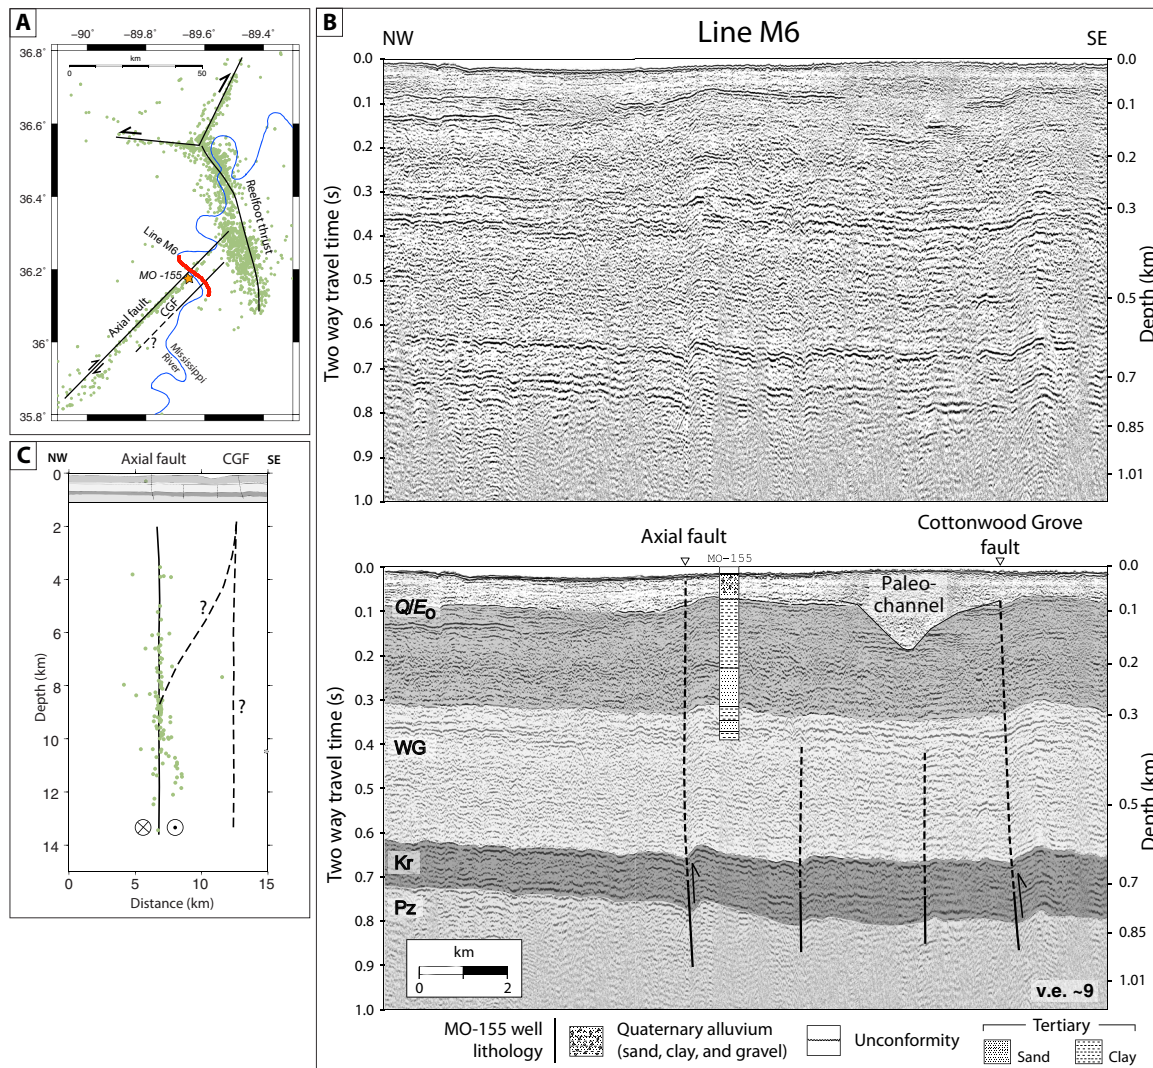 A
−90˚ −89.8˚ −89.6˚ −89.4˚
36.8˚
km
0 50
36.6˚
36.4˚
Reelfoot thrust
Line M6
36.2˚
MO -155
CGF
Axial fault
36˚
?
Mississippi
River
35.8˚
B
Line M6
NW SE
Two way travel time (s)
0.0
0.1
0.2
0.3
0.4
0.5
0.6
0.7
0.8
0.9
1.0
Depth (km)
0.0
0.1
0.2
0.3
0.5
0.7
0.85
1.01
C
NW Axial fault CGF SE
Depth (km)
0
2
4
6
8
10
12
14
?
?
0 5 10 15
Distance (km)
Axial fault
Cottonwood Grove
fault
MO-155
Paleo-
channel
Two way travel time (s)
0.0
0.1
0.2
0.3
0.4
0.5
0.6
0.7
0.8
0.9
1.0
Q/Eo
WG
Kr
Pz
km
0 2
v.e. ~9
Depth (km)
0.0
0.1
0.2
0.3
0.5
0.7
0.85
1.01
MO-155 well
lithology
Quaternary alluvium
(sand, clay, and gravel)
Unconformity
Tertiary
Sand Clay